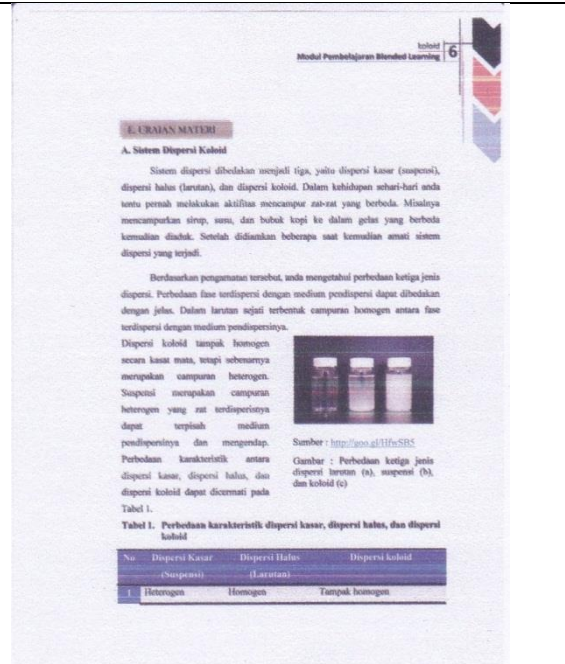 koloid
Modul Pembelajaran Blended Learning
6
E. URAIAN MATERI
A. Sistem Dispersi Koloid
Sistem dispersi dibedakan menjadi tiga, yaitu dispersi kasar (suspensi),
dispersi halus (larutan), dan dispersi koloid. Dalam kehidupan sehari-hari anda
tentu pernah melakukan aktifitas mencampur zat-zat yang berbeda. Misalnya
mencampurkan sirup, susu, dan bubuk kopi ke dalam gelas yang berbeda
kemudian diaduk. Setelah didiamkan beberapa saat kemudian amati sistem
dispersi yang terjadi.
Berdasarkan pengamatan tersebut, anda mengetahui perbedaan ketiga jenis
dispersi. Perbedaan fase terdispersi dengan medium pendispersi dapat dibedakan
dengan jelas. Dalam larutan sejati terbentuk campuran homogen antara fase
terdispersi dengan medium pendispersinya.
Dispersi koloid tampak homogen
secara kasat mata, tetapi sebenarnya
merupakan campuran heterogen.
Suspensi merupakan campuran
heterogen yang zat terdisperisnya
dapat terpisah medium
pendispersinya dan mengendap.
Perbedaan karakteristik antara
dispersi kasar, dispersi halus, dan
dispersi koloid dapat dicermati pada
Tabel 1.
Sumber : http://goo.gl/HfwSR5
Gambar : Perbedaan ketiga jenis
dispersi larutan (a), suspensi (b),
dan koloid (c)
Tabel 1. Perbedaan karakteristik dispersi kasar, dispersi halus, dan dispersi
koloid
No Dispersi Kasar Dispersi Halus Dispersi koloid
(Suspensi) (Larutan)
1 Heterogen Homogen Tampak homogen